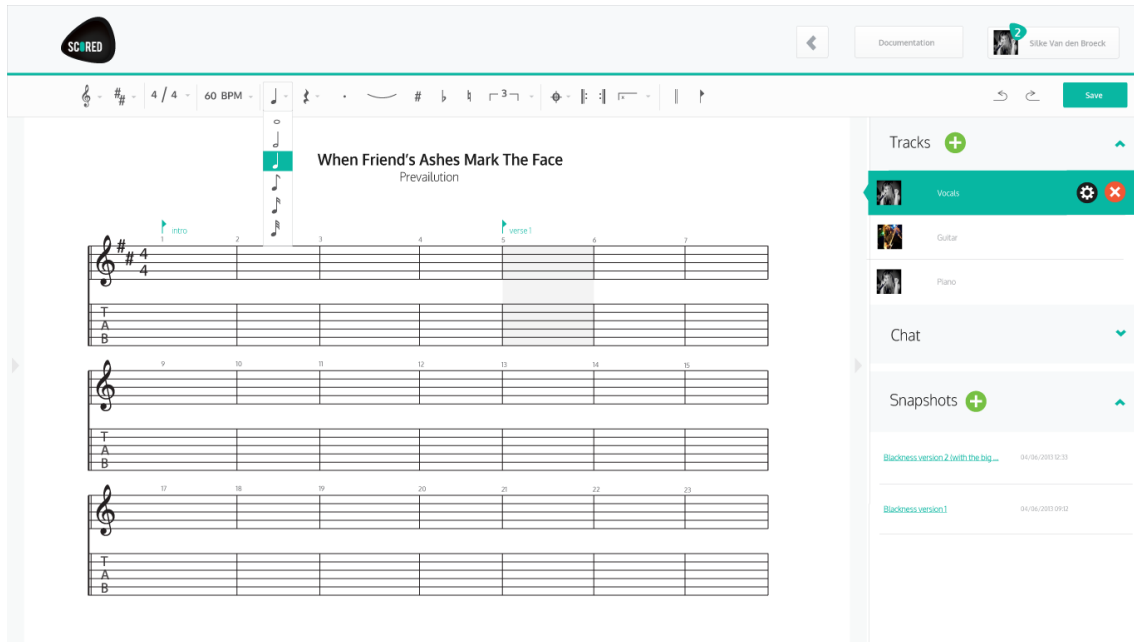 SCORED
Documentation
2
Silke Van den Broeck
4 / 4
60 BPM
3
Save
When Friend's Ashes Mark The Face
Prevailution
intro
verse 1
1 2 3 4 5 6 7
4
4
T
A
B
9 10 11 12 13 14 15
T
A
B
17 18 19 20 21 22 23
T
A
B
Tracks
Vocals
Guitar
Piano
Chat
Snapshots
Blackness version 2 (with the big ... 04/06/2013 12:33
Blackness version 1 04/06/2013 09:12